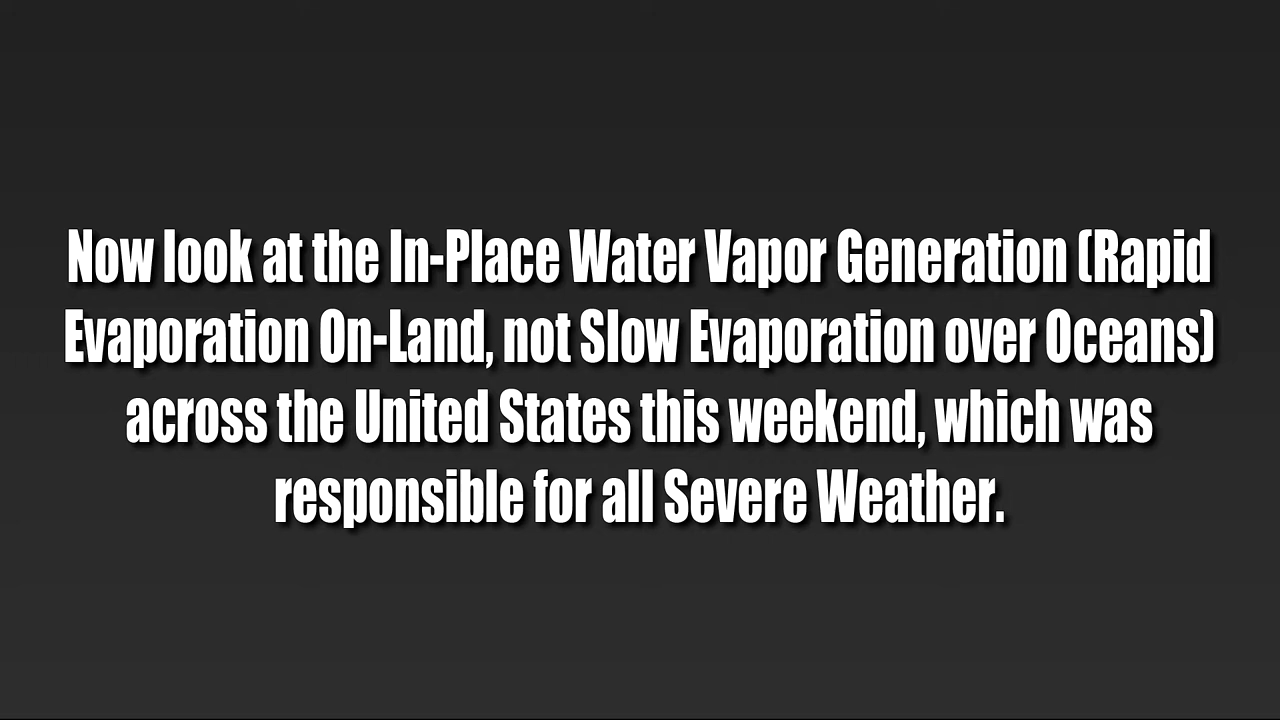 Now look at the In-Place Water Vapor Generation (Rapid
Evaporation On-Land, not Slow Evaporation over Oceans)
across the United States this weekend, which was
responsible for all Severe Weather.